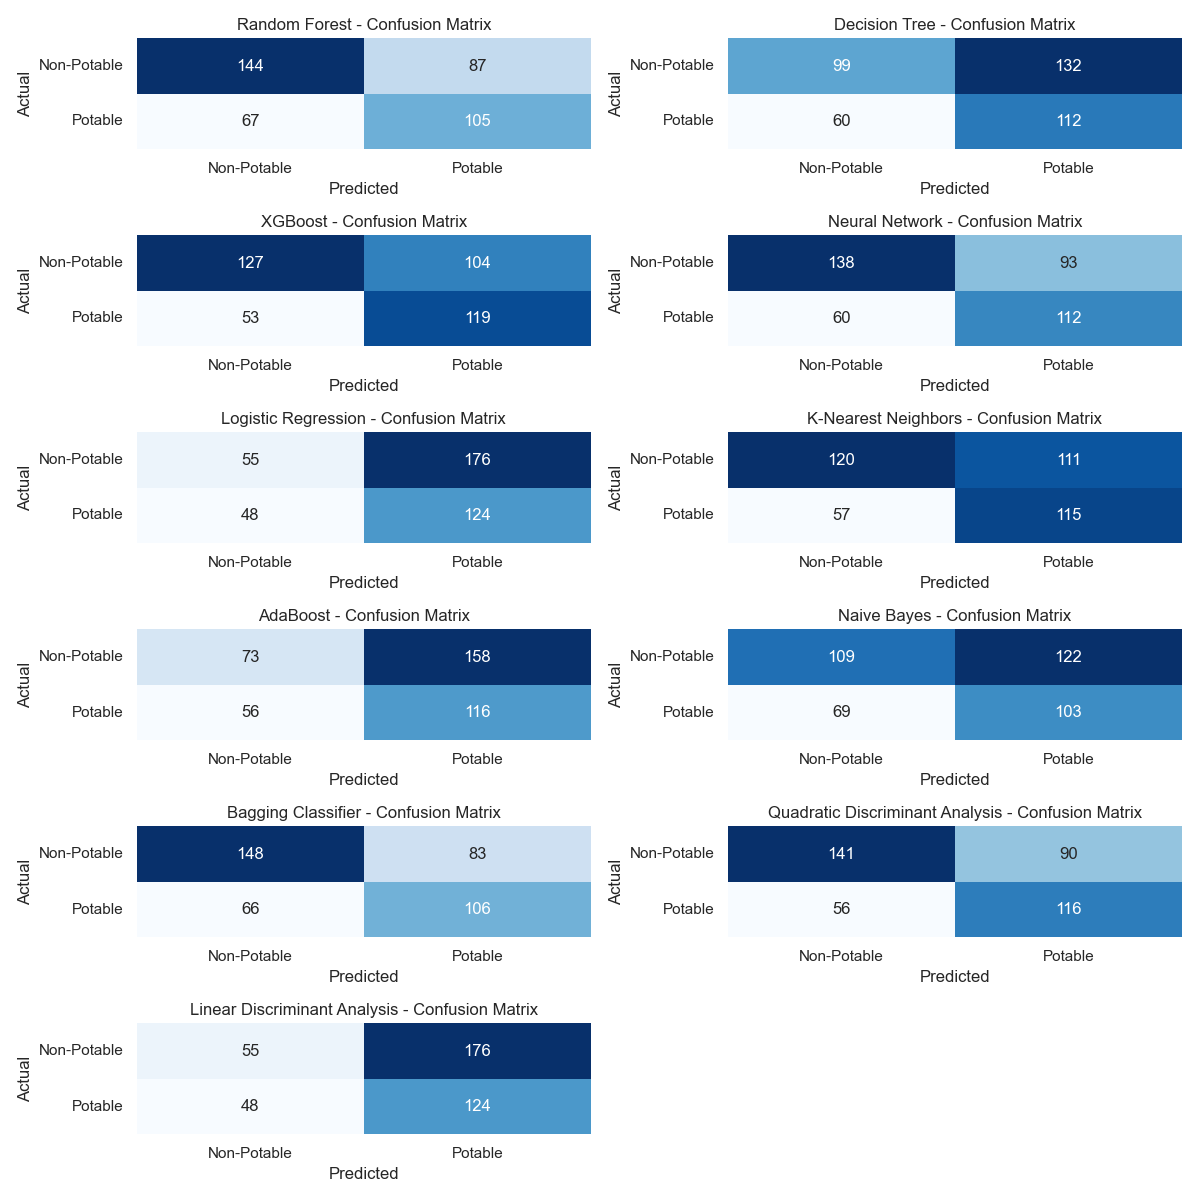 Random Forest - Confusion Matrix
Actual
Non-Potable 144 87
Potable 67 105
Non-Potable Potable
Predicted
Decision Tree - Confusion Matrix
Actual
Non-Potable 99 132
Potable 60 112
Non-Potable Potable
Predicted
XGBoost - Confusion Matrix
Actual
Non-Potable 127 104
Potable 53 119
Non-Potable Potable
Predicted
Neural Network - Confusion Matrix
Actual
Non-Potable 138 93
Potable 60 112
Non-Potable Potable
Predicted
Logistic Regression - Confusion Matrix
Actual
Non-Potable 55 176
Potable 48 124
Non-Potable Potable
Predicted
K-Nearest Neighbors - Confusion Matrix
Actual
Non-Potable 120 111
Potable 57 115
Non-Potable Potable
Predicted
AdaBoost - Confusion Matrix
Actual
Non-Potable 73 158
Potable 56 116
Non-Potable Potable
Predicted
Naive Bayes - Confusion Matrix
Actual
Non-Potable 109 122
Potable 69 103
Non-Potable Potable
Predicted
Bagging Classifier - Confusion Matrix
Actual
Non-Potable 148 83
Potable 66 106
Non-Potable Potable
Predicted
Quadratic Discriminant Analysis - Confusion Matrix
Actual
Non-Potable 141 90
Potable 56 116
Non-Potable Potable
Predicted
Linear Discriminant Analysis - Confusion Matrix
Actual
Non-Potable 55 176
Potable 48 124
Non-Potable Potable
Predicted